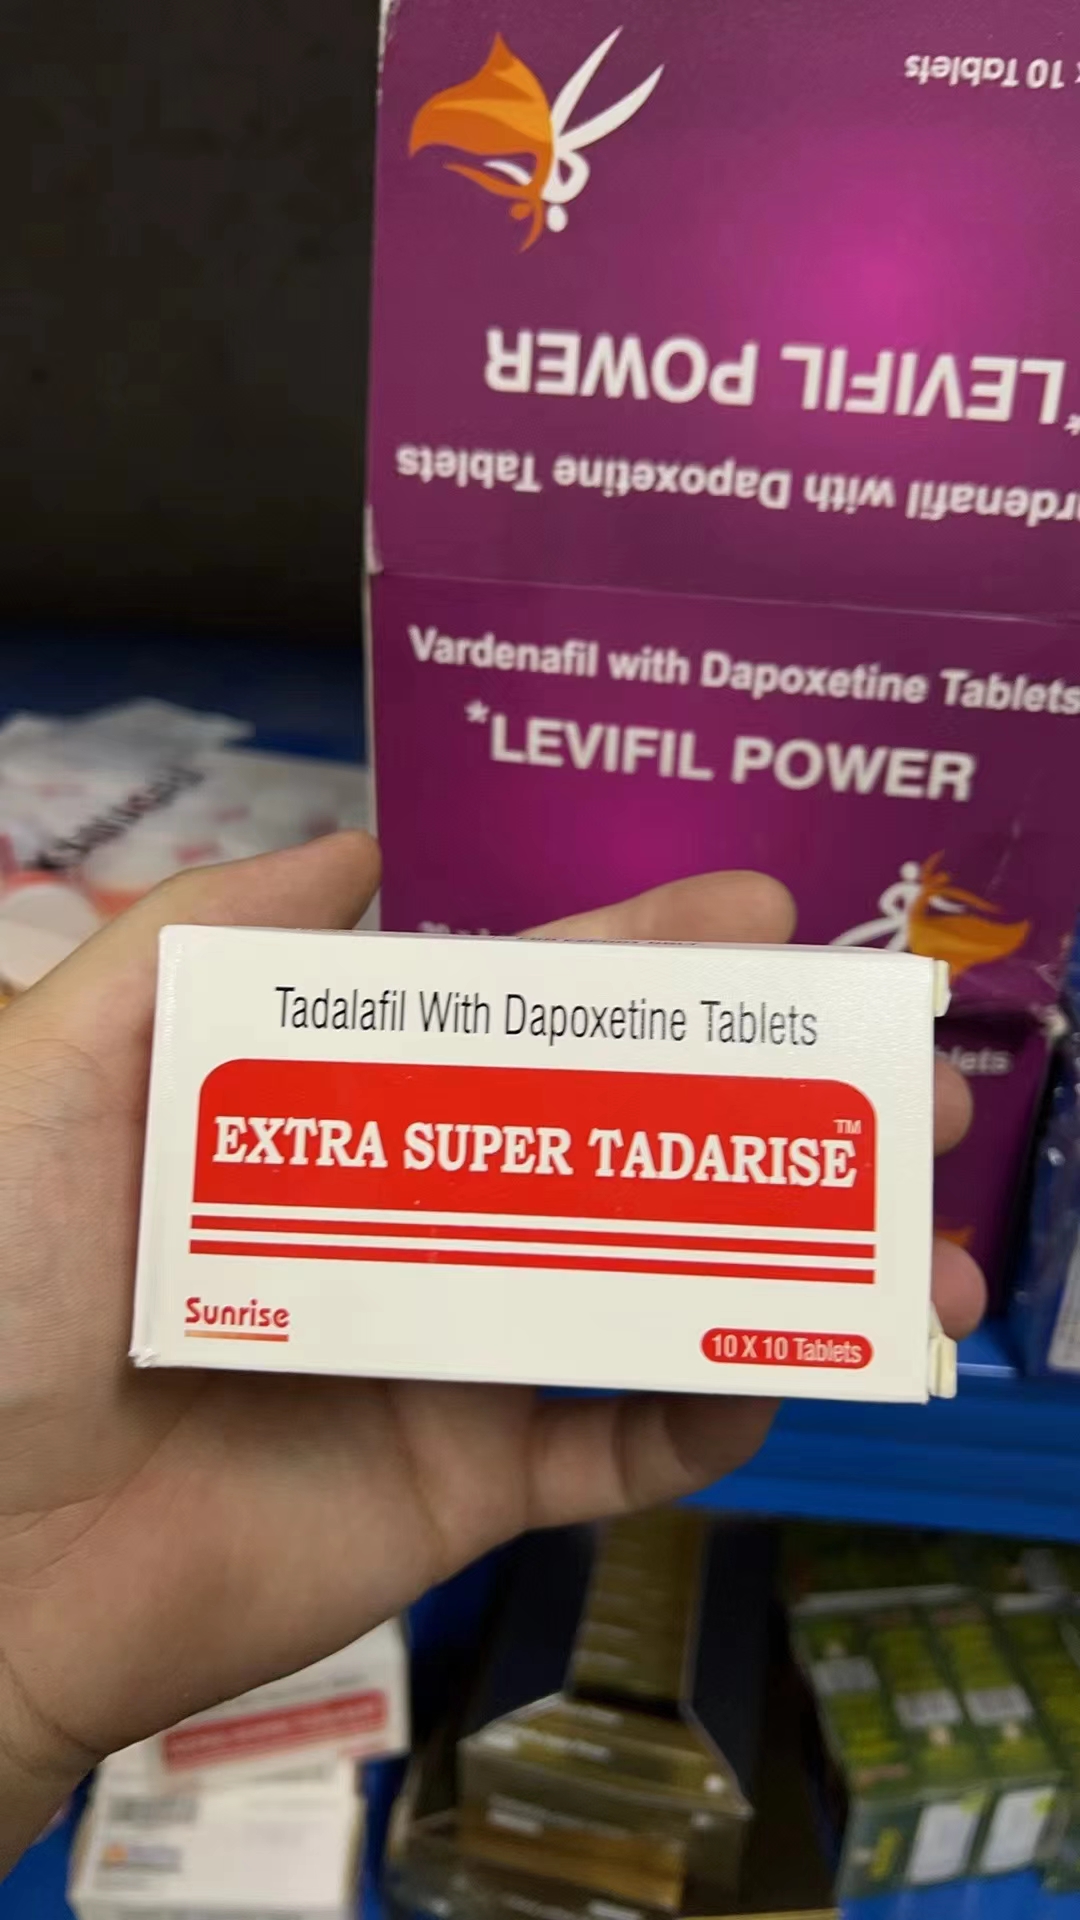 x 10 Tablets
*LEVIFIL POWER
rdenafil with Dapoxetine Tablets
Vardenafil with Dapoxetine Tablets
*LEVIFIL POWER
Tadalafil With Dapoxetine Tablets
EXTRA SUPER TADARISE™
Sunrise
10 X 10 Tablets